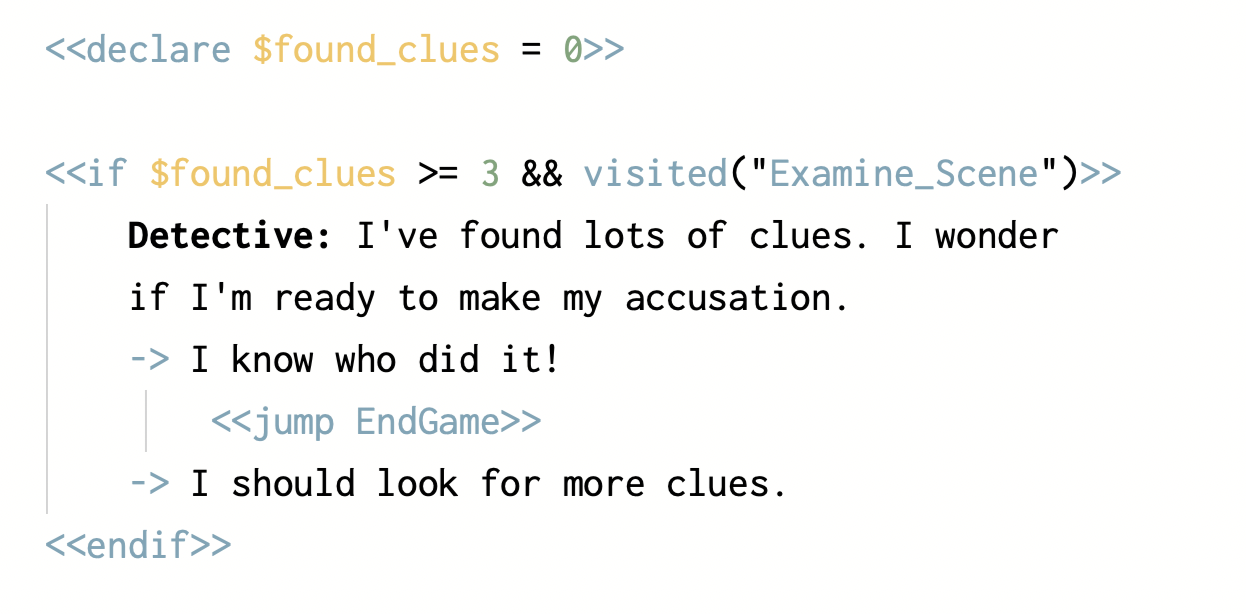 <<declare $found_clues = 0>>
<<if $found_clues >= 3 && visited("Examine_Scene")>>
Detective: I've found lots of clues. I wonder
if I'm ready to make my accusation.
-> I know who did it!
<<jump EndGame>>
-> I should look for more clues.
<<endif>>